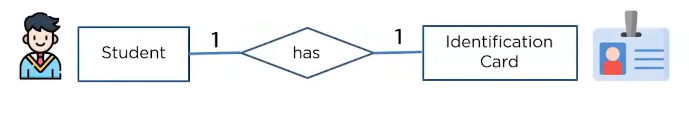 Student
1
has
1
Identification
Card